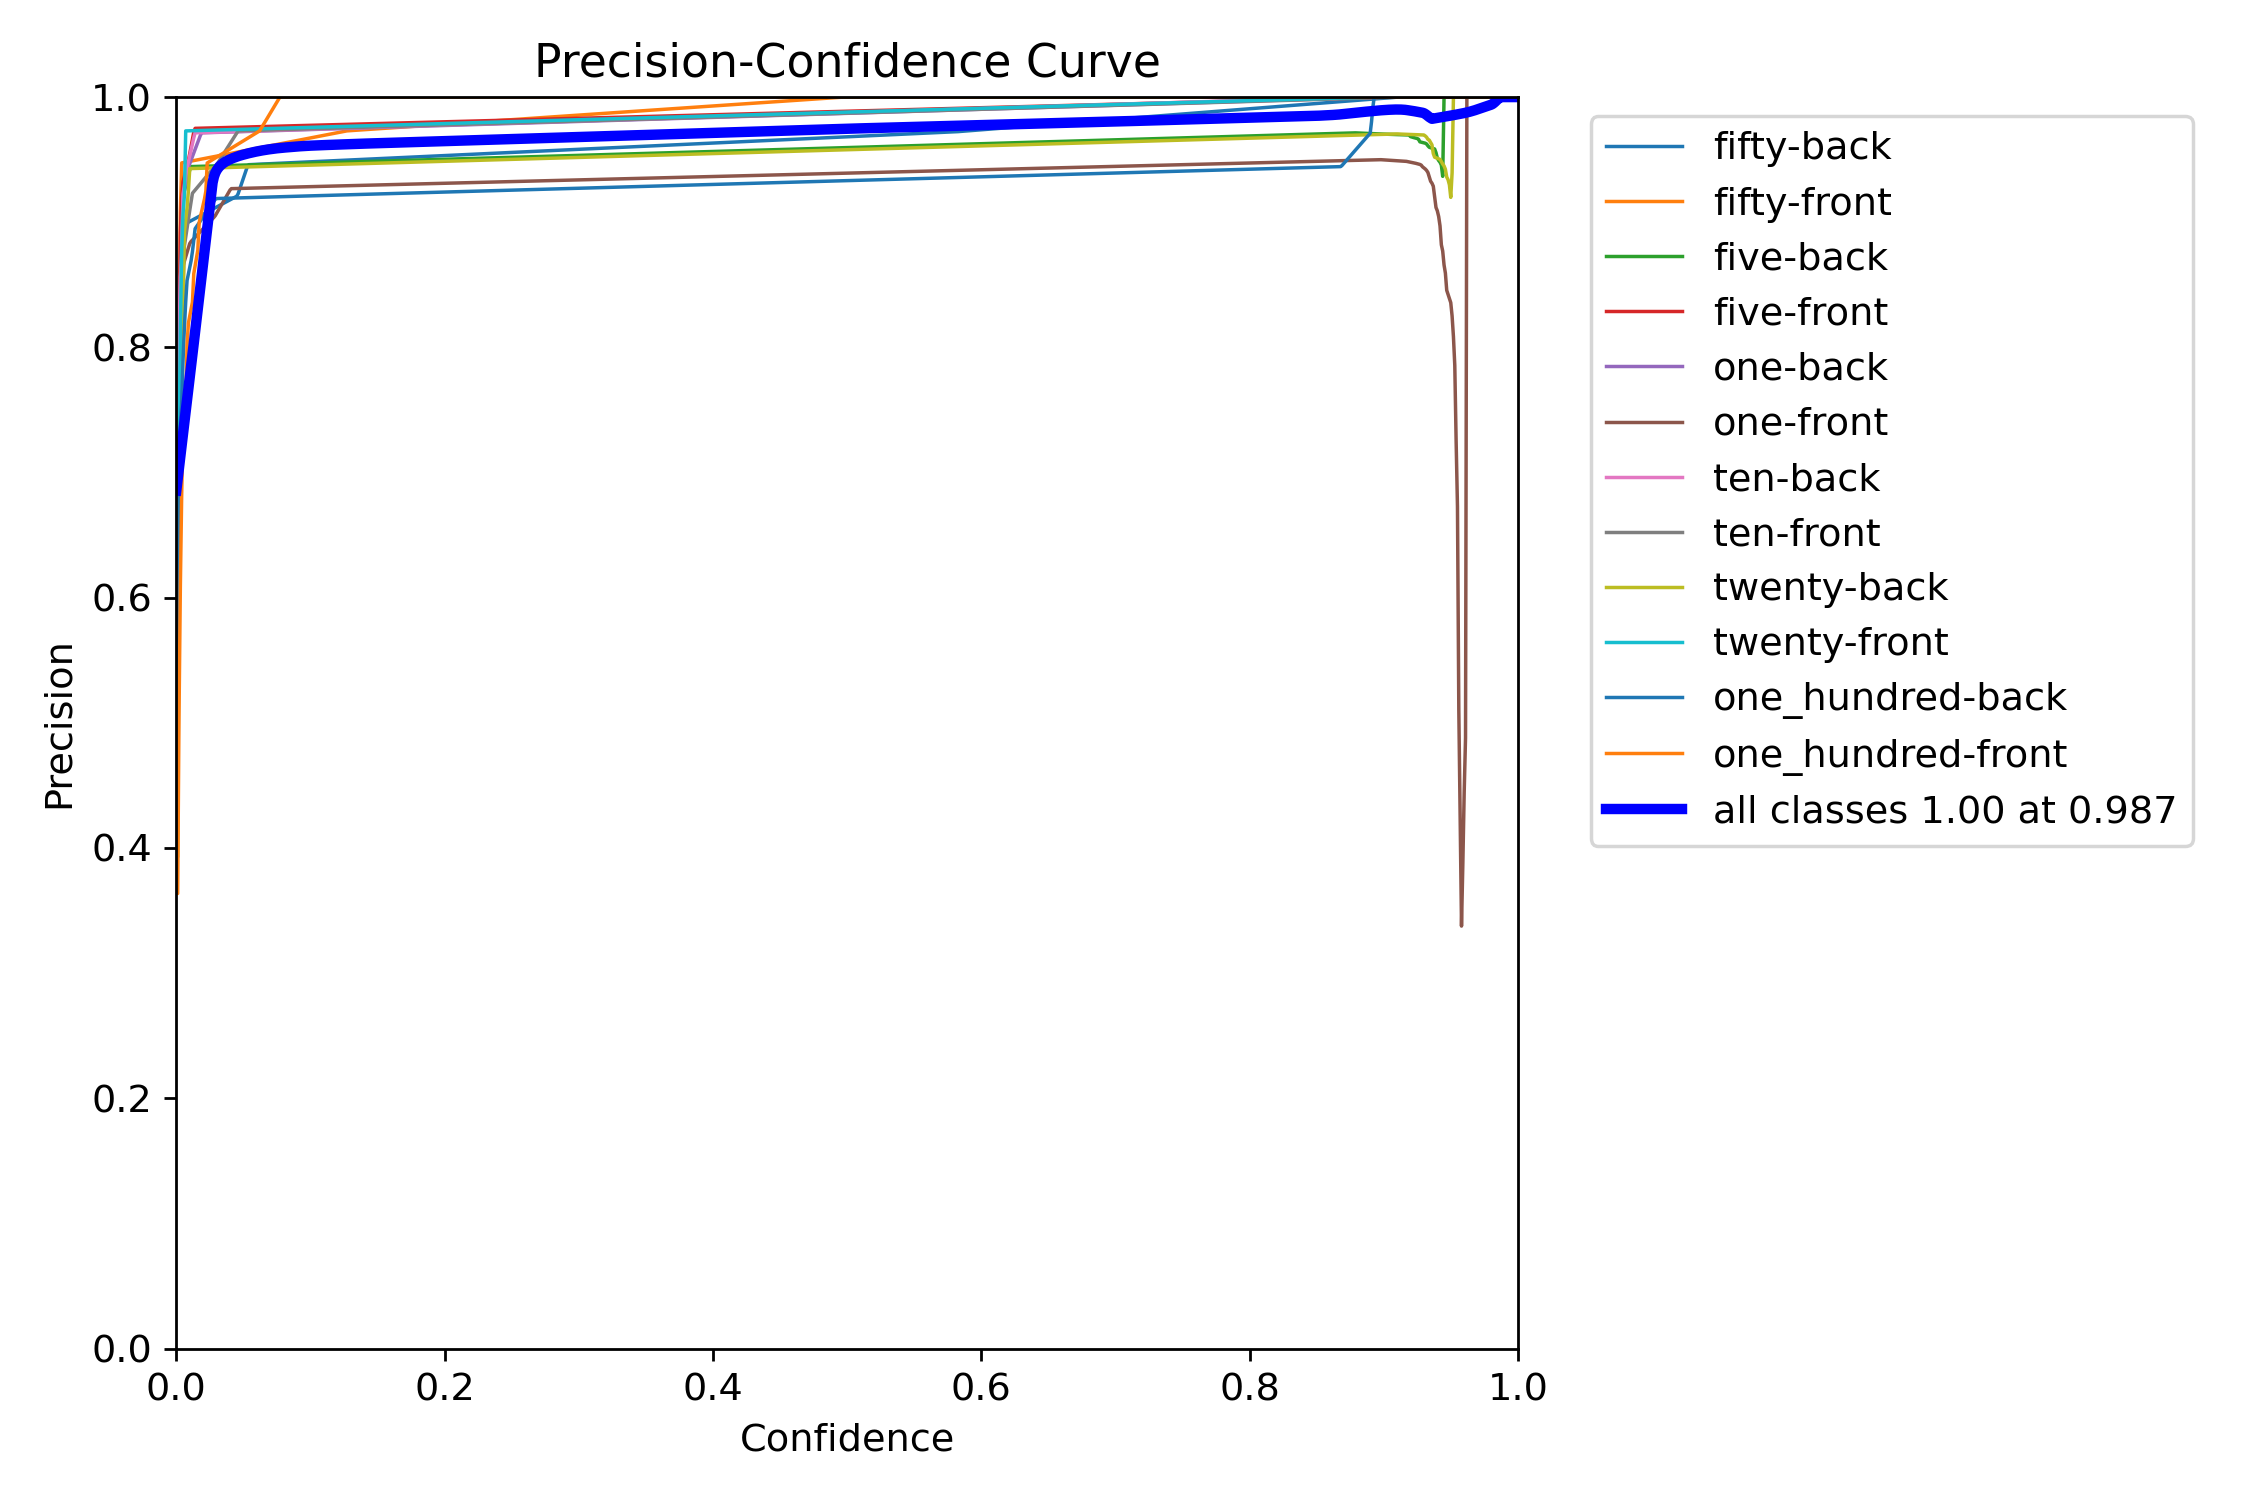 Precision-Confidence Curve
1.0
0.8
0.6
0.4
0.2
0.0
Precision
0.0 0.2 0.4 0.6 0.8 1.0
Confidence
fifty-back
fifty-front
five-back
five-front
one-back
one-front
ten-back
ten-front
twenty-back
twenty-front
one_hundred-back
one_hundred-front
all classes 1.00 at 0.987